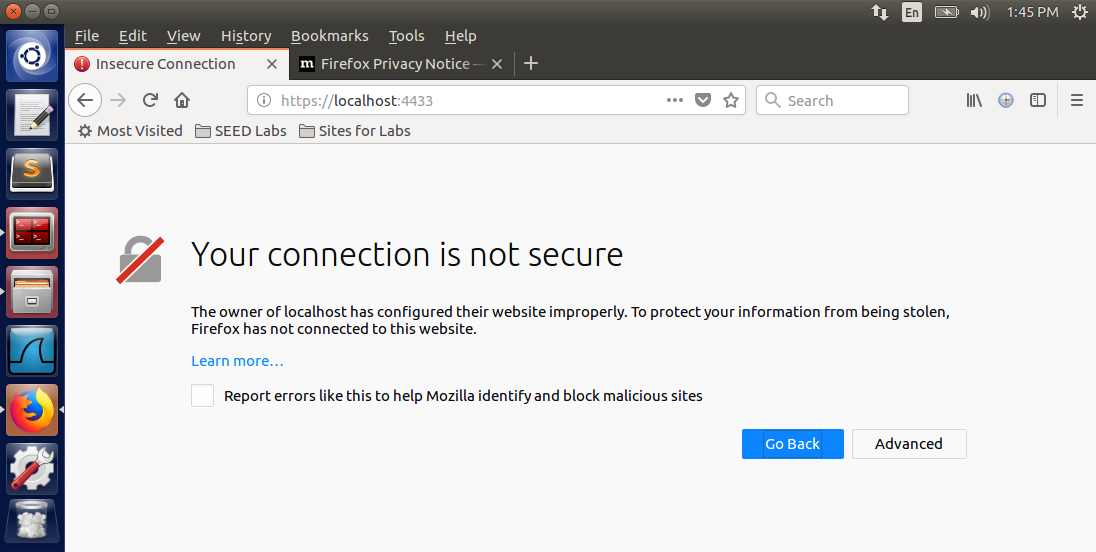 En 1:45 PM
File Edit View History Bookmarks Tools Help
Insecure Connection m Firefox Privacy Notice —
https://localhost:4433 Search
Most Visited SEED Labs Sites for Labs
Your connection is not secure
The owner of localhost has configured their website improperly. To protect your information from being stolen,
Firefox has not connected to this website.
Learn more…
Report errors like this to help Mozilla identify and block malicious sites
Go Back Advanced